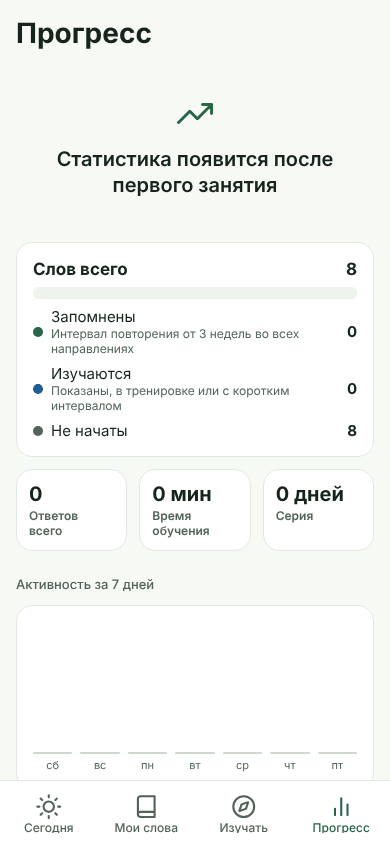 Прогресс
Статистика появится после
первого занятия
Слов всего 8
Запомнены
Интервал повторения от 3 недель во всех
направлениях
0
Изучаются
Показаны, в тренировке или с коротким
интервалом
0
Не начаты 8
0
Ответов
всего
0 мин
Время
обучения
0 дней
Серия
Активность за 7 дней
сб вс пн вт ср чт пт
Сегодня Мои слова Изучать Прогресс